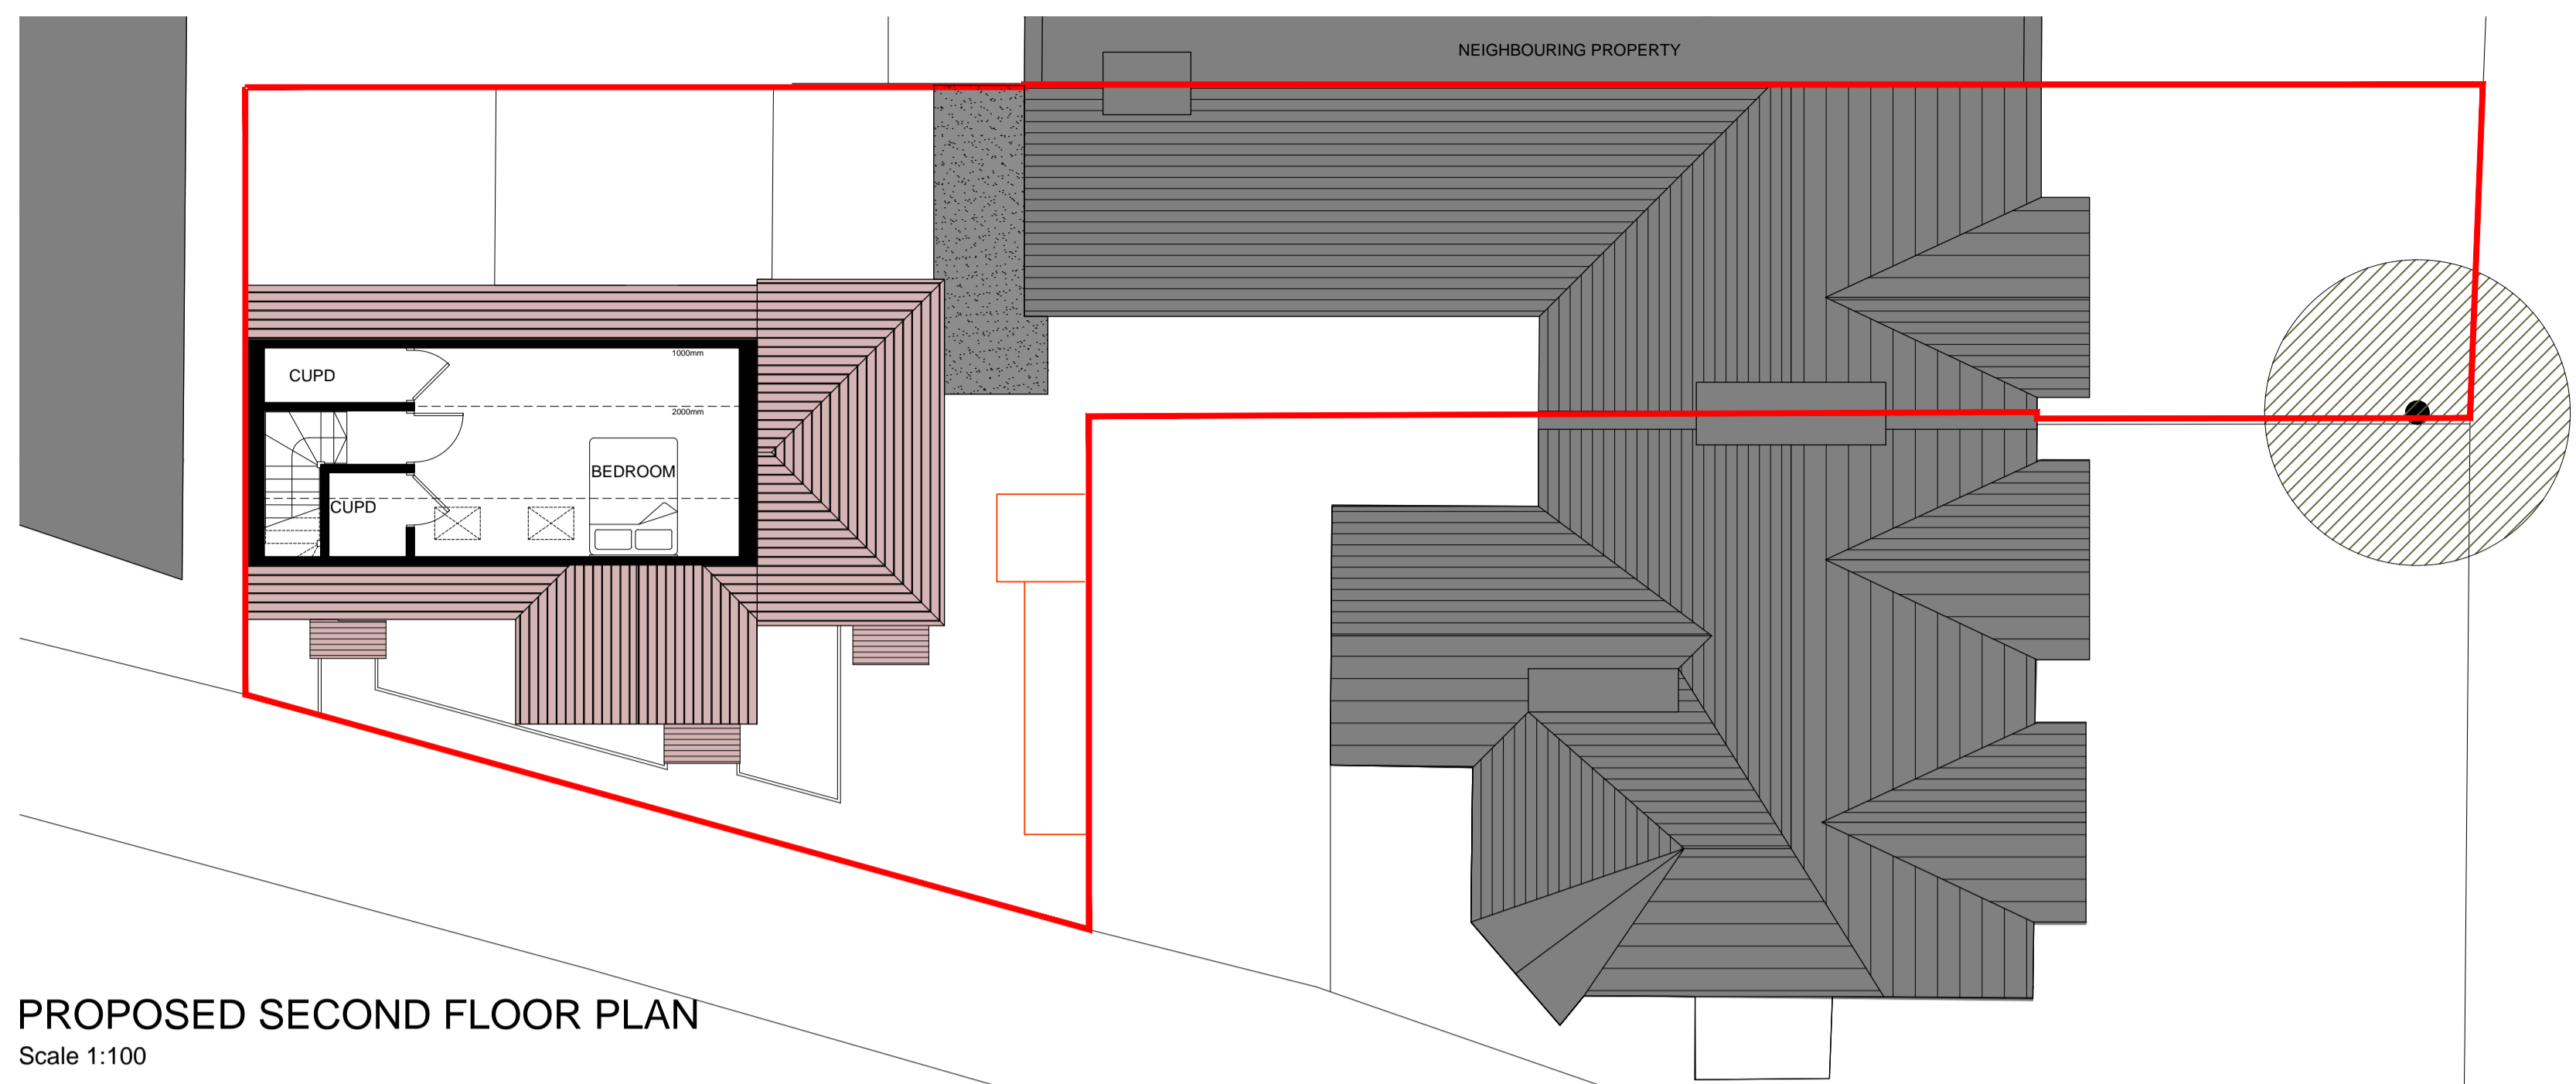 NEIGHBOURING PROPERTY
1000mm
CUPD
2000mm
BEDROOM
CUPD
PROPOSED SECOND FLOOR PLAN
Scale 1:100